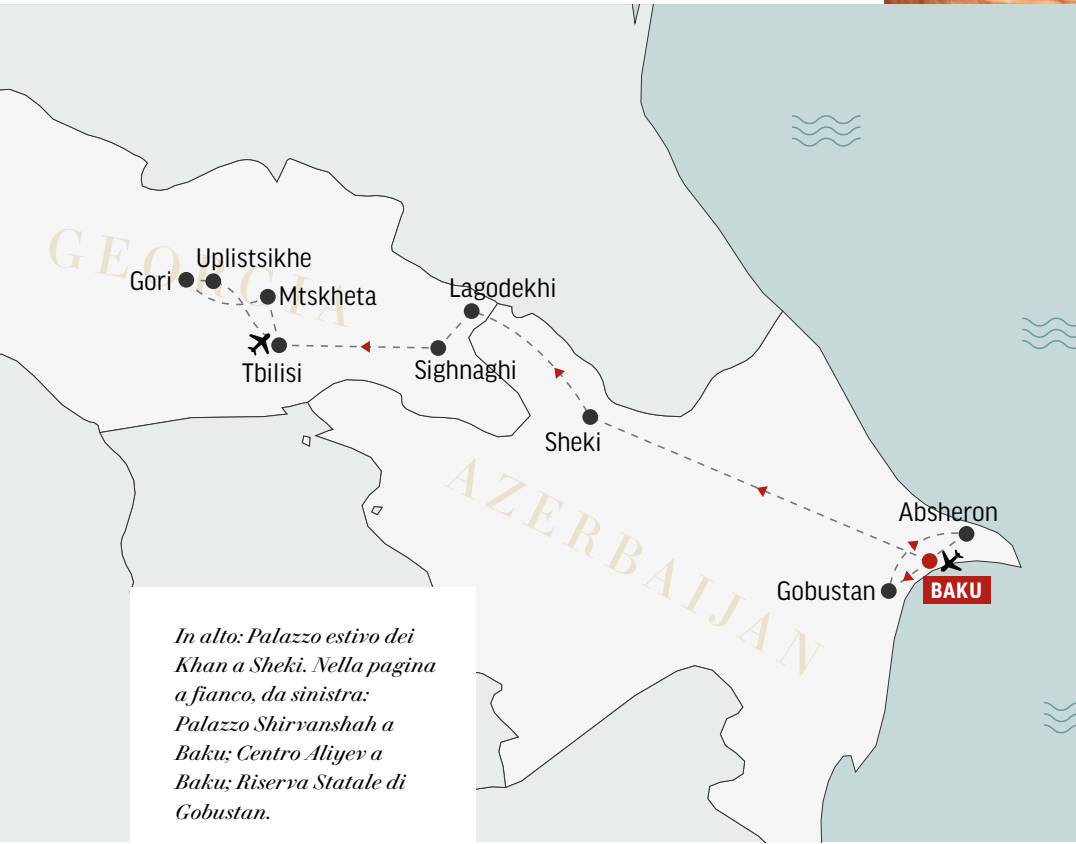 GEORGIA
Uplistsikhe
Gori
Mtskheta
Lagodekhi
Tbilisi
Sighnaghi
Sheki
AZERBAIJAN
Absheron
Gobustan
BAKU
In alto: Palazzo estivo dei
Khan a Sheki. Nella pagina
a fianco, da sinistra:
Palazzo Shirvanshah a
Baku; Centro Aliyev a
Baku; Riserva Statale di
Gobustan.